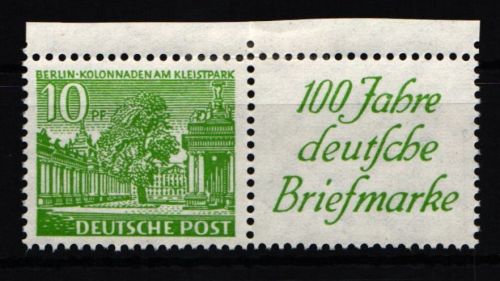 BERLIN-KOLONNADEN AM KLEISTPARK
10 PF
DEUTSCHE POST
100 Jahre
deutſche
Briefmarke